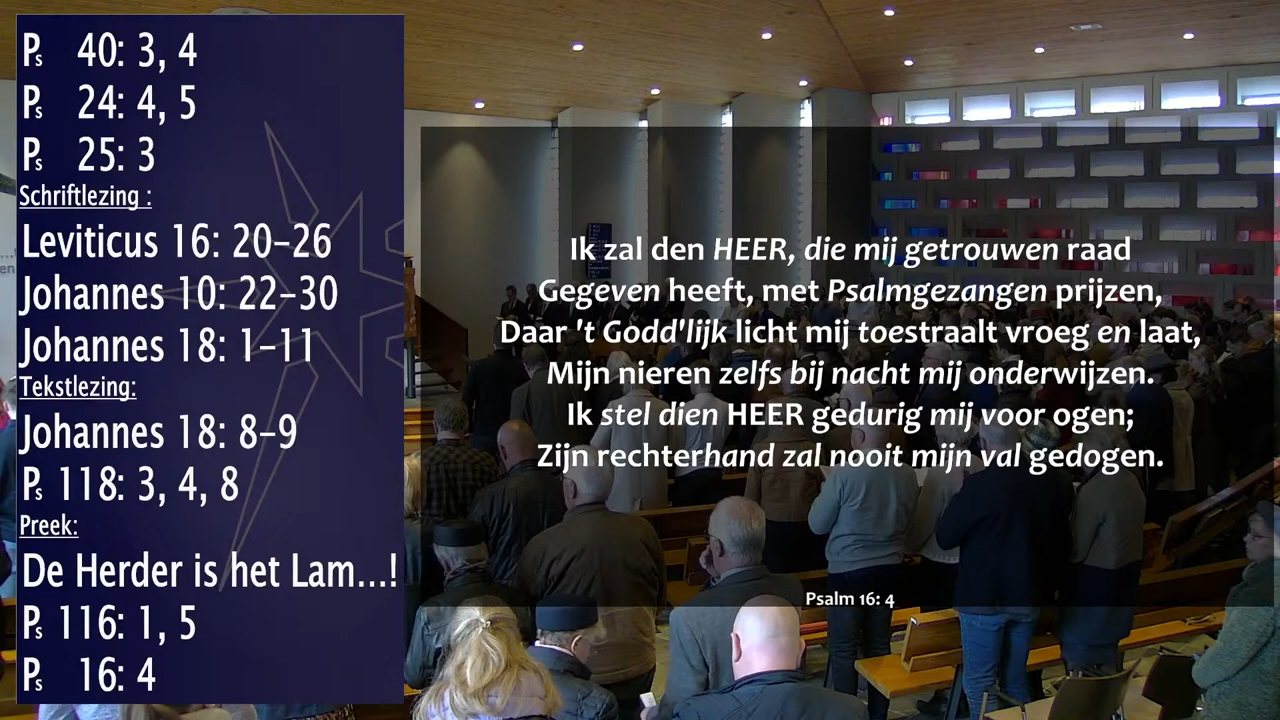 Ps 40: 3, 4
Ps 24: 4, 5
Ps 25: 3
Schriftlezing :
Leviticus 16: 20–26
Johannes 10: 22–30
Johannes 18: 1–11
Tekstlezing:
Johannes 18: 8–9
Ps 118: 3, 4, 8
Preek:
De Herder is het Lam...!
Ps 116: 1, 5
Ps 16: 4
Ik zal den HEER, die mij getrouwen raad
Gegeven heeft, met Psalmgezangen prijzen,
Daar 't Godd'lijk licht mij toestraalt vroeg en laat,
Mijn nieren zelfs bij nacht mij onderwijzen.
Ik stel dien HEER gedurig mij voor ogen;
Zijn rechterhand zal nooit mijn val gedogen.
Psalm 16: 4